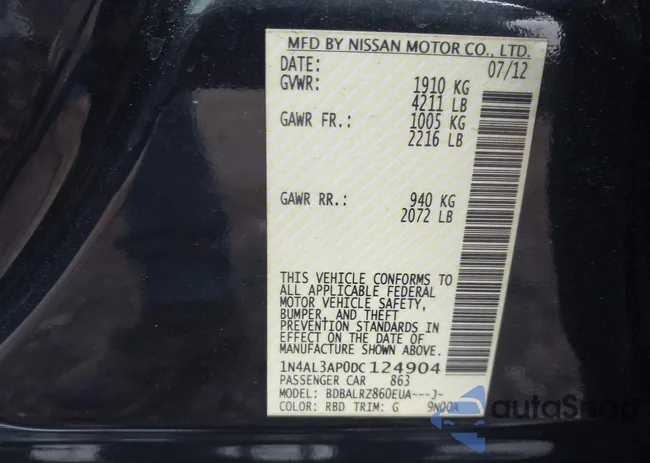 MFD BY NISSAN MOTOR CO., LTD.
DATE: 07/12
GVWR: 1910 KG
4211 LB
GAWR FR.: 1005 KG
2216 LB
GAWR RR.: 940 KG
2072 LB
THIS VEHICLE CONFORMS TO
ALL APPLICABLE FEDERAL
MOTOR VEHICLE SAFETY,
BUMPER, AND THEFT
PREVENTION STANDARDS IN
EFFECT ON THE DATE OF
MANUFACTURE SHOWN ABOVE.
1N4AL3AP0DC124904
PASSENGER CAR 863
MODEL: BDBALRZ860EUA---J-
COLOR: RBD TRIM: G 9N00A
autoSnap